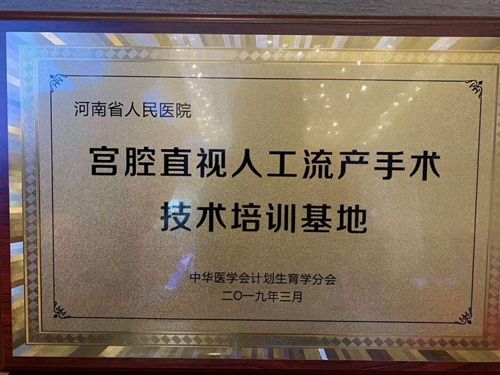 河南省人民医院
宫腔直视人工流产手术
技术培训基地
中华医学会计划生育学分会
二〇一九年三月